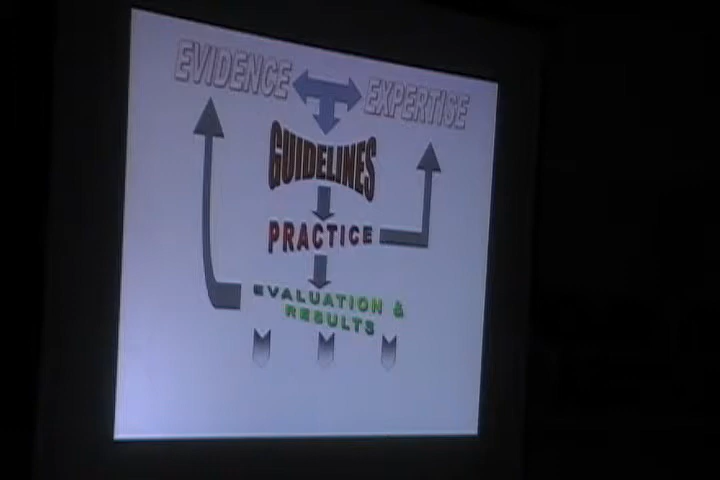 EVIDENCE
EXPERTISE
GUIDELINES
PRACTICE
EVALUATION &
RESULTS